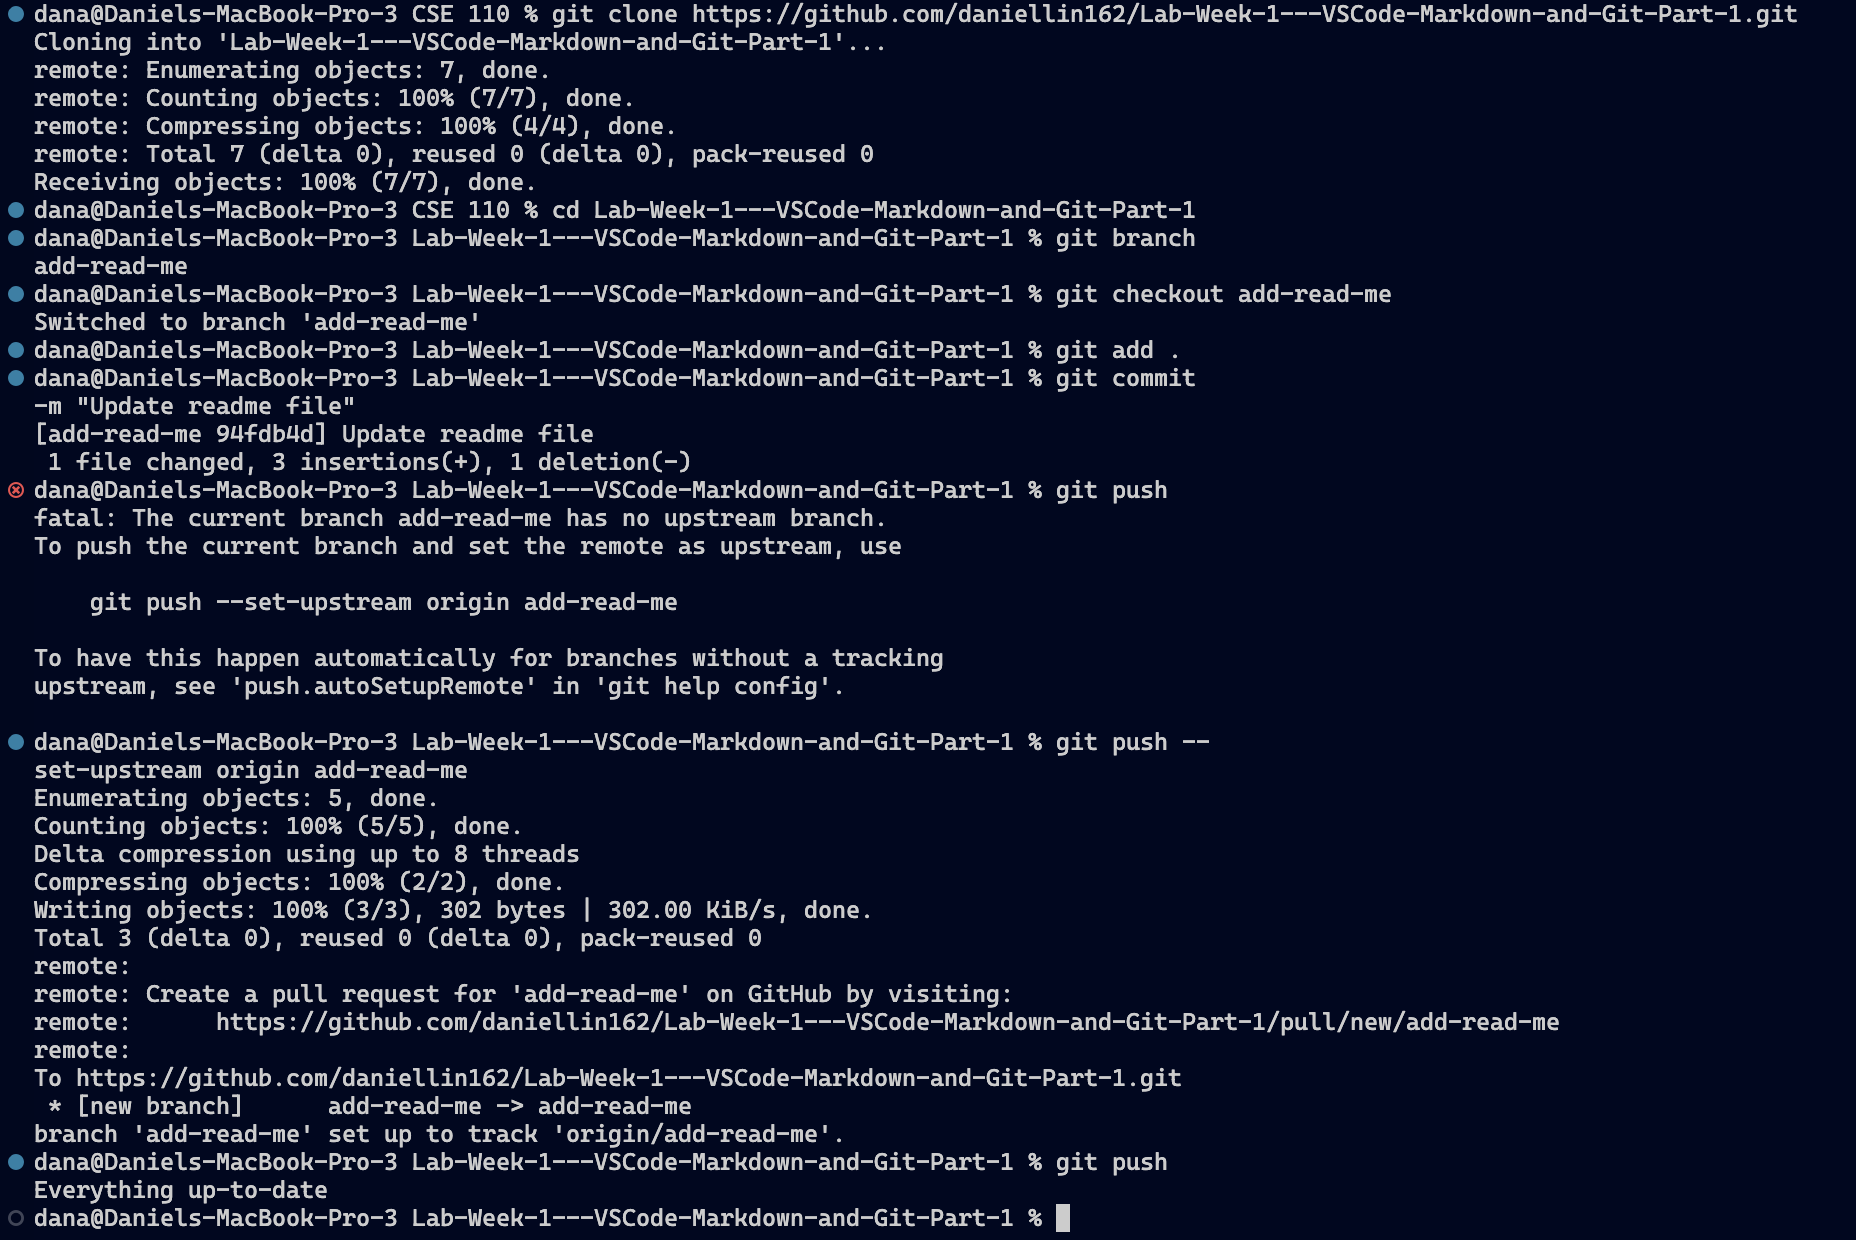 dana@Daniels-MacBook-Pro-3 CSE 110 % git clone https://github.com/daniellin162/Lab-Week-1---VSCode-Markdown-and-Git-Part-1.git
Cloning into 'Lab-Week-1---VSCode-Markdown-and-Git-Part-1'...
remote: Enumerating objects: 7, done.
remote: Counting objects: 100% (7/7), done.
remote: Compressing objects: 100% (4/4), done.
remote: Total 7 (delta 0), reused 0 (delta 0), pack-reused 0
Receiving objects: 100% (7/7), done.
dana@Daniels-MacBook-Pro-3 CSE 110 % cd Lab-Week-1---VSCode-Markdown-and-Git-Part-1
dana@Daniels-MacBook-Pro-3 Lab-Week-1---VSCode-Markdown-and-Git-Part-1 % git branch
add-read-me
dana@Daniels-MacBook-Pro-3 Lab-Week-1---VSCode-Markdown-and-Git-Part-1 % git checkout add-read-me
Switched to branch 'add-read-me'
dana@Daniels-MacBook-Pro-3 Lab-Week-1---VSCode-Markdown-and-Git-Part-1 % git add .
dana@Daniels-MacBook-Pro-3 Lab-Week-1---VSCode-Markdown-and-Git-Part-1 % git commit
-m "Update readme file"
[add-read-me 94fdb4d] Update readme file
 1 file changed, 3 insertions(+), 1 deletion(-)
dana@Daniels-MacBook-Pro-3 Lab-Week-1---VSCode-Markdown-and-Git-Part-1 % git push
fatal: The current branch add-read-me has no upstream branch.
To push the current branch and set the remote as upstream, use
    git push --set-upstream origin add-read-me
To have this happen automatically for branches without a tracking
upstream, see 'push.autoSetupRemote' in 'git help config'.
dana@Daniels-MacBook-Pro-3 Lab-Week-1---VSCode-Markdown-and-Git-Part-1 % git push --
set-upstream origin add-read-me
Enumerating objects: 5, done.
Counting objects: 100% (5/5), done.
Delta compression using up to 8 threads
Compressing objects: 100% (2/2), done.
Writing objects: 100% (3/3), 302 bytes | 302.00 KiB/s, done.
Total 3 (delta 0), reused 0 (delta 0), pack-reused 0
remote:
remote: Create a pull request for 'add-read-me' on GitHub by visiting:
remote:      https://github.com/daniellin162/Lab-Week-1---VSCode-Markdown-and-Git-Part-1/pull/new/add-read-me
remote:
To https://github.com/daniellin162/Lab-Week-1---VSCode-Markdown-and-Git-Part-1.git
 * [new branch]      add-read-me -> add-read-me
branch 'add-read-me' set up to track 'origin/add-read-me'.
dana@Daniels-MacBook-Pro-3 Lab-Week-1---VSCode-Markdown-and-Git-Part-1 % git push
Everything up-to-date
dana@Daniels-MacBook-Pro-3 Lab-Week-1---VSCode-Markdown-and-Git-Part-1 %